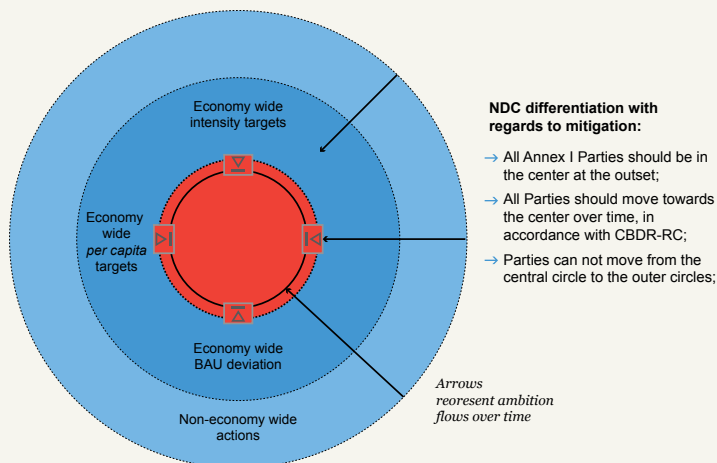 Economy wide
intensity targets
Economy
wide
per capita
targets
Economy wide
BAU deviation
Non-economy wide
actions
NDC differentiation with
regards to mitigation:
→ All Annex I Parties should be in
the center at the outset;
→ All Parties should move towards
the center over time, in
accordance with CBDR-RC;
→ Parties can not move from the
central circle to the outer circles;
Arrows
reoresent ambition
flows over time